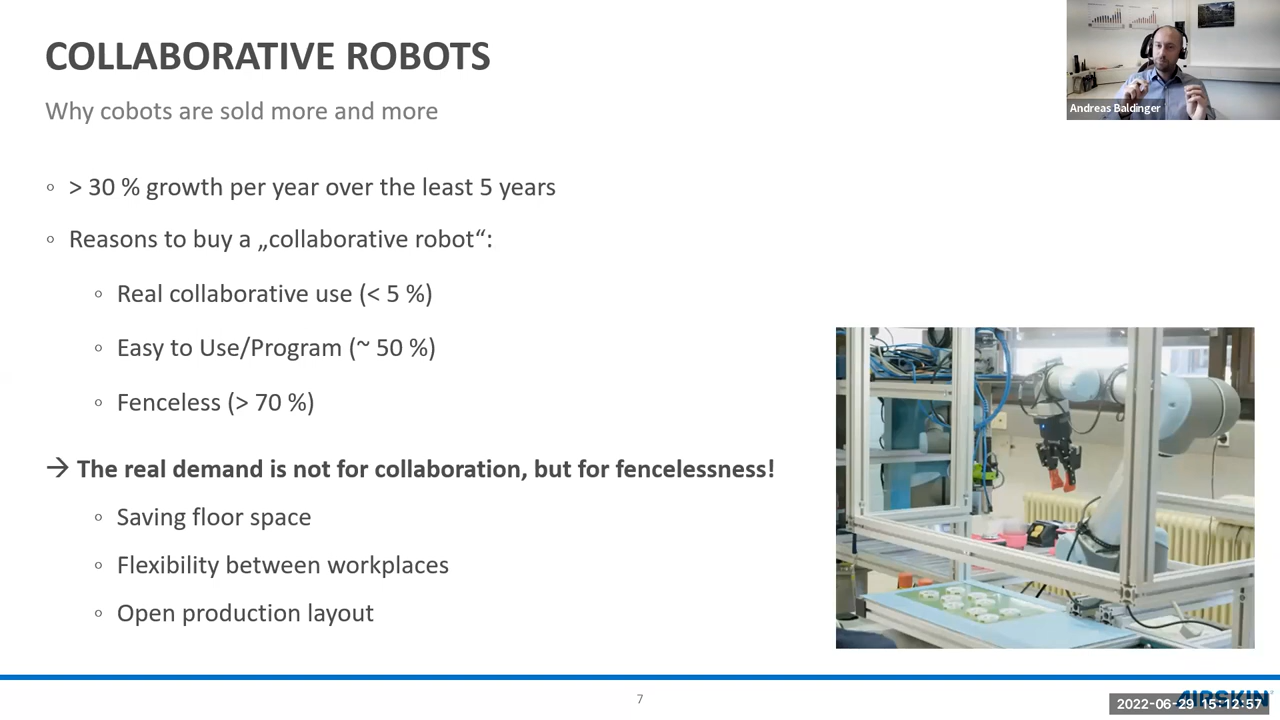 COLLABORATIVE ROBOTS
Why cobots are sold more and more
Andreas Baldinger
◦ > 30 % growth per year over the least 5 years
◦ Reasons to buy a „collaborative robot“:
◦ Real collaborative use (< 5 %)
◦ Easy to Use/Program (~ 50 %)
◦ Fenceless (> 70 %)
→ The real demand is not for collaboration, but for fencelessness!
◦ Saving floor space
◦ Flexibility between workplaces
◦ Open production layout
7
AIRSKIN
2022-06-29 15:12:57